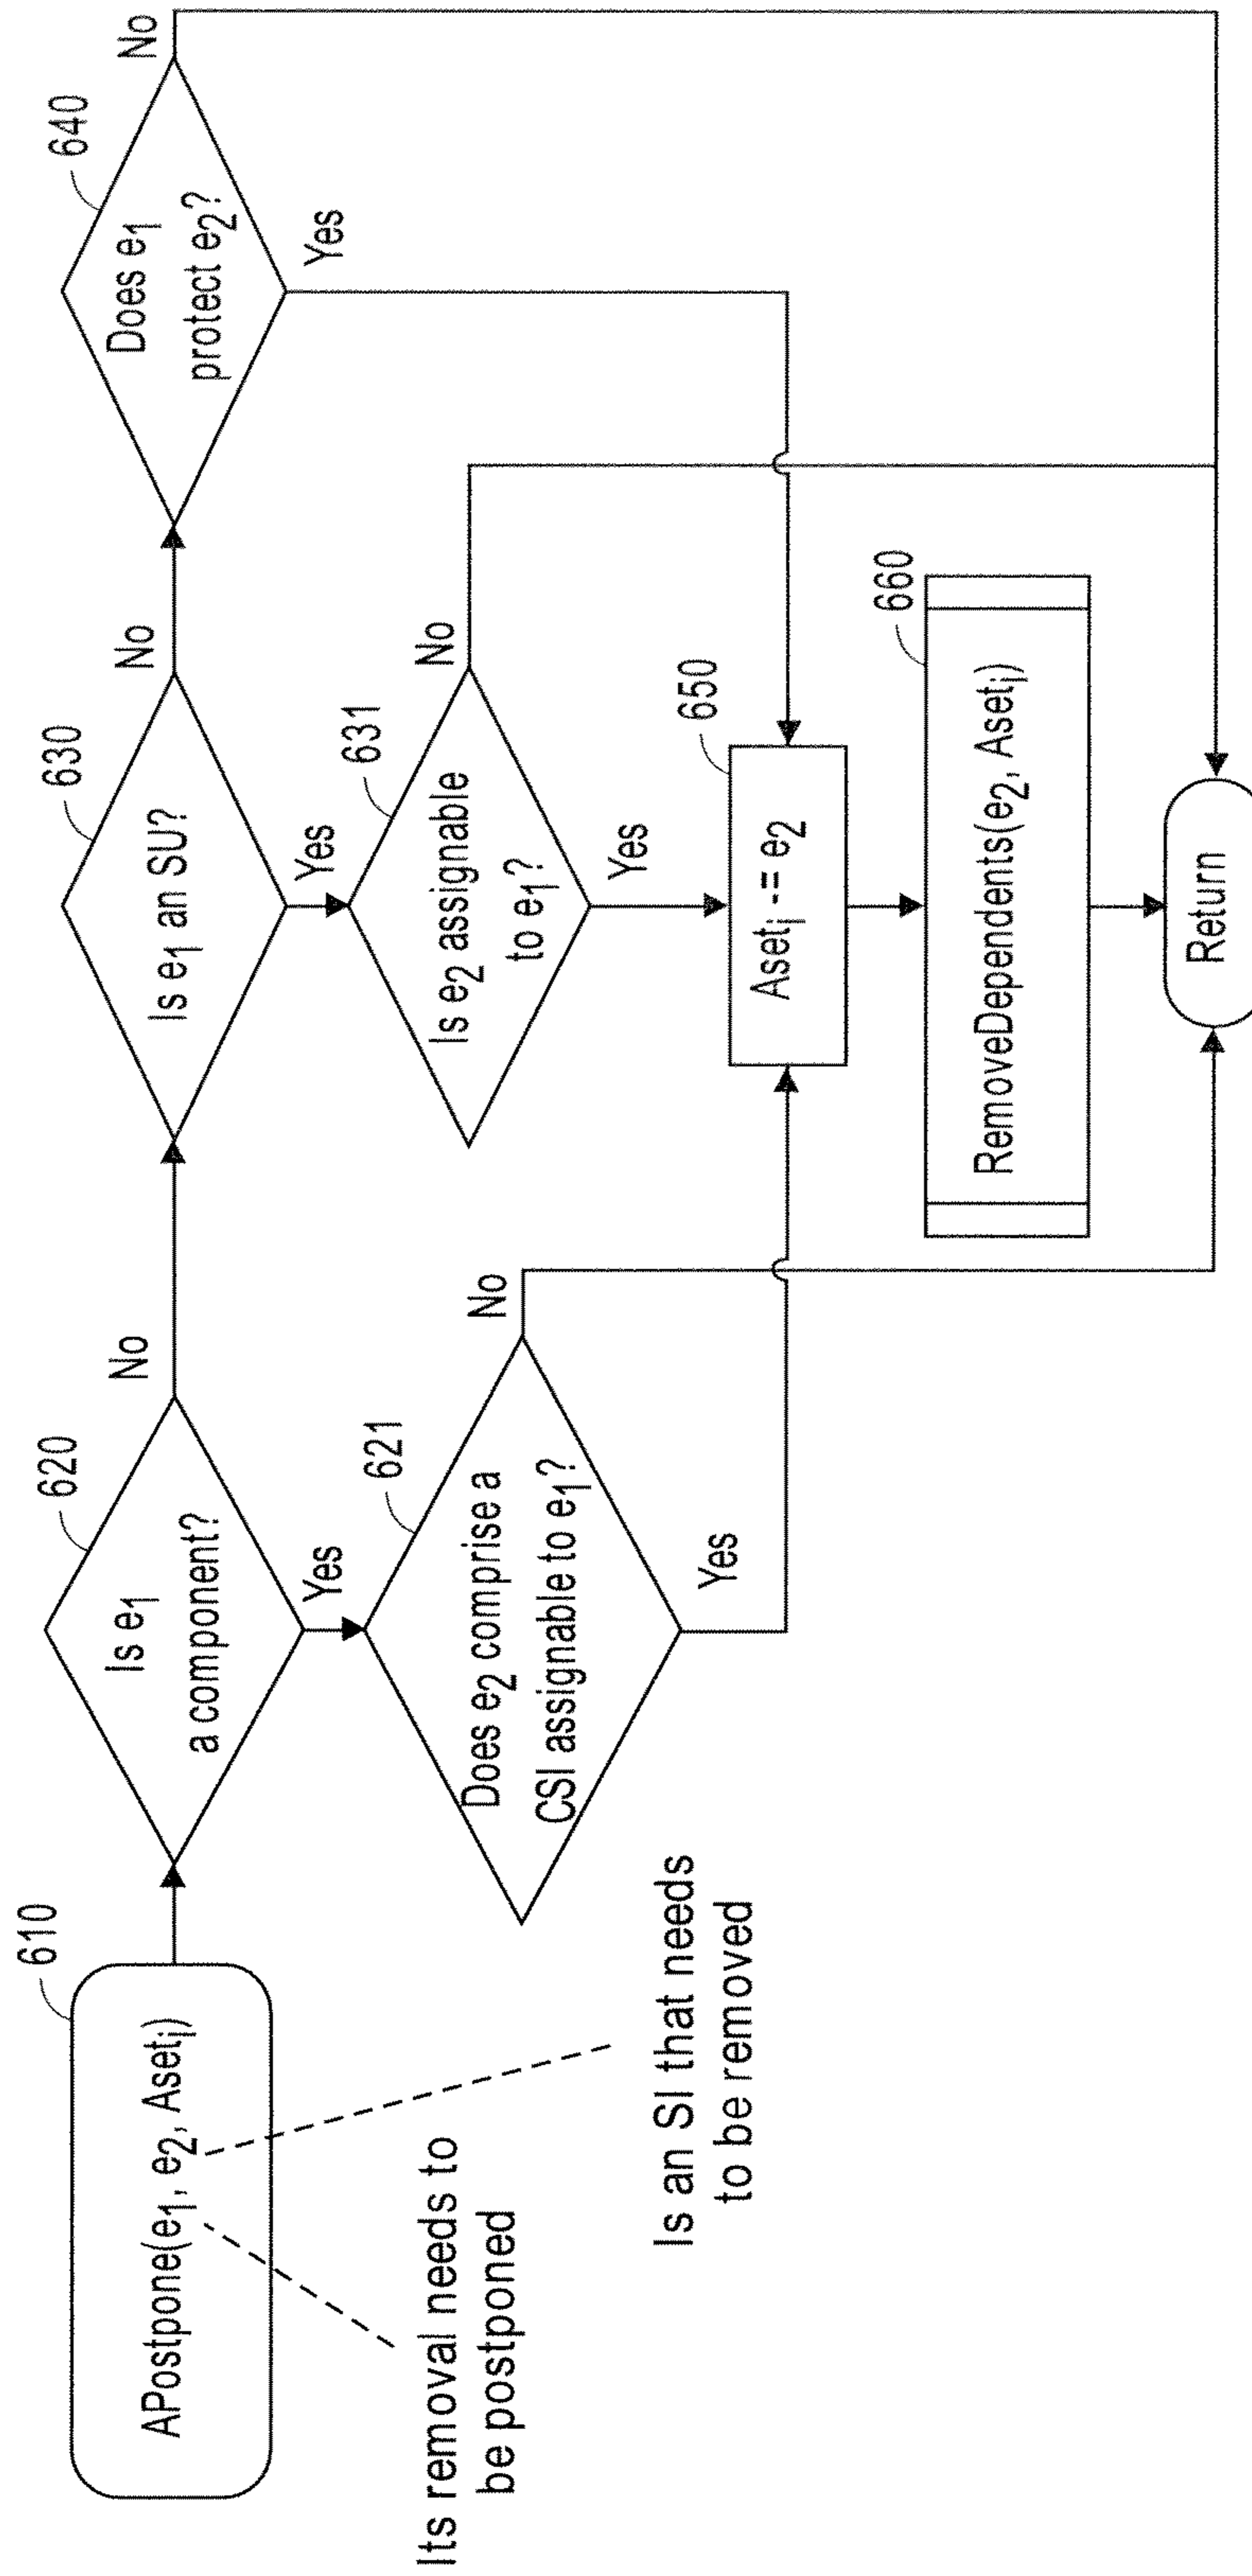 610
APostpone(e1, e2, Aseti)
Its removal needs to
be postponed
Is an SI that needs
to be removed
620
Is e1
a component?
No
Yes
621
Does e2 comprise a
CSI assignable to e1?
No
Yes
630
Is e1 an SU?
No
Yes
631
Is e2 assignable
to e1?
No
Yes
640
Does e1
protect e2?
No
Yes
650
Aseti -= e2
660
RemoveDependents(e2, Aseti)
Return